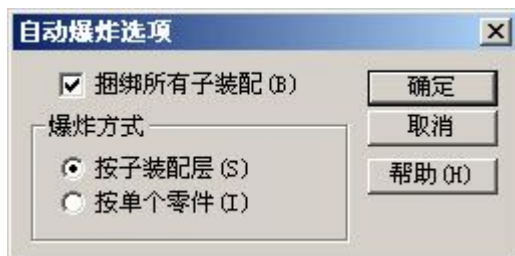 自动爆炸选项
捆绑所有子装配(B)
确定
爆炸方式
取消
按子装配层(S)
帮助(H)
按单个零件(I)